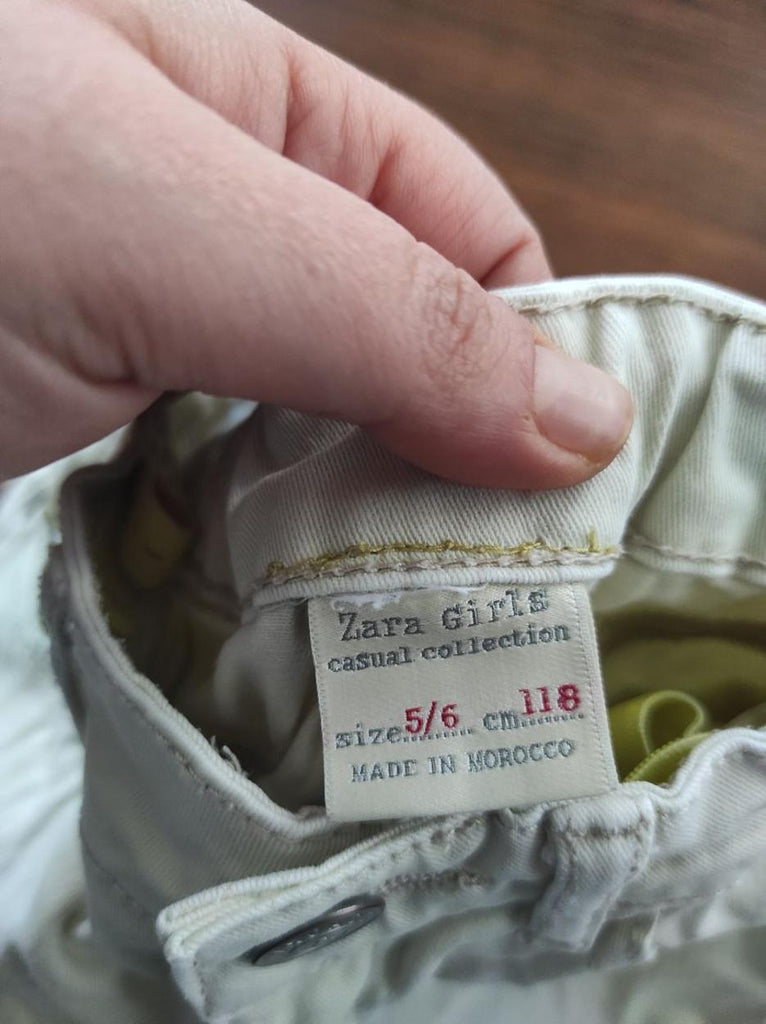 Zara Girls
casual collection
size 5/6 cm 118
MADE IN MOROCCO